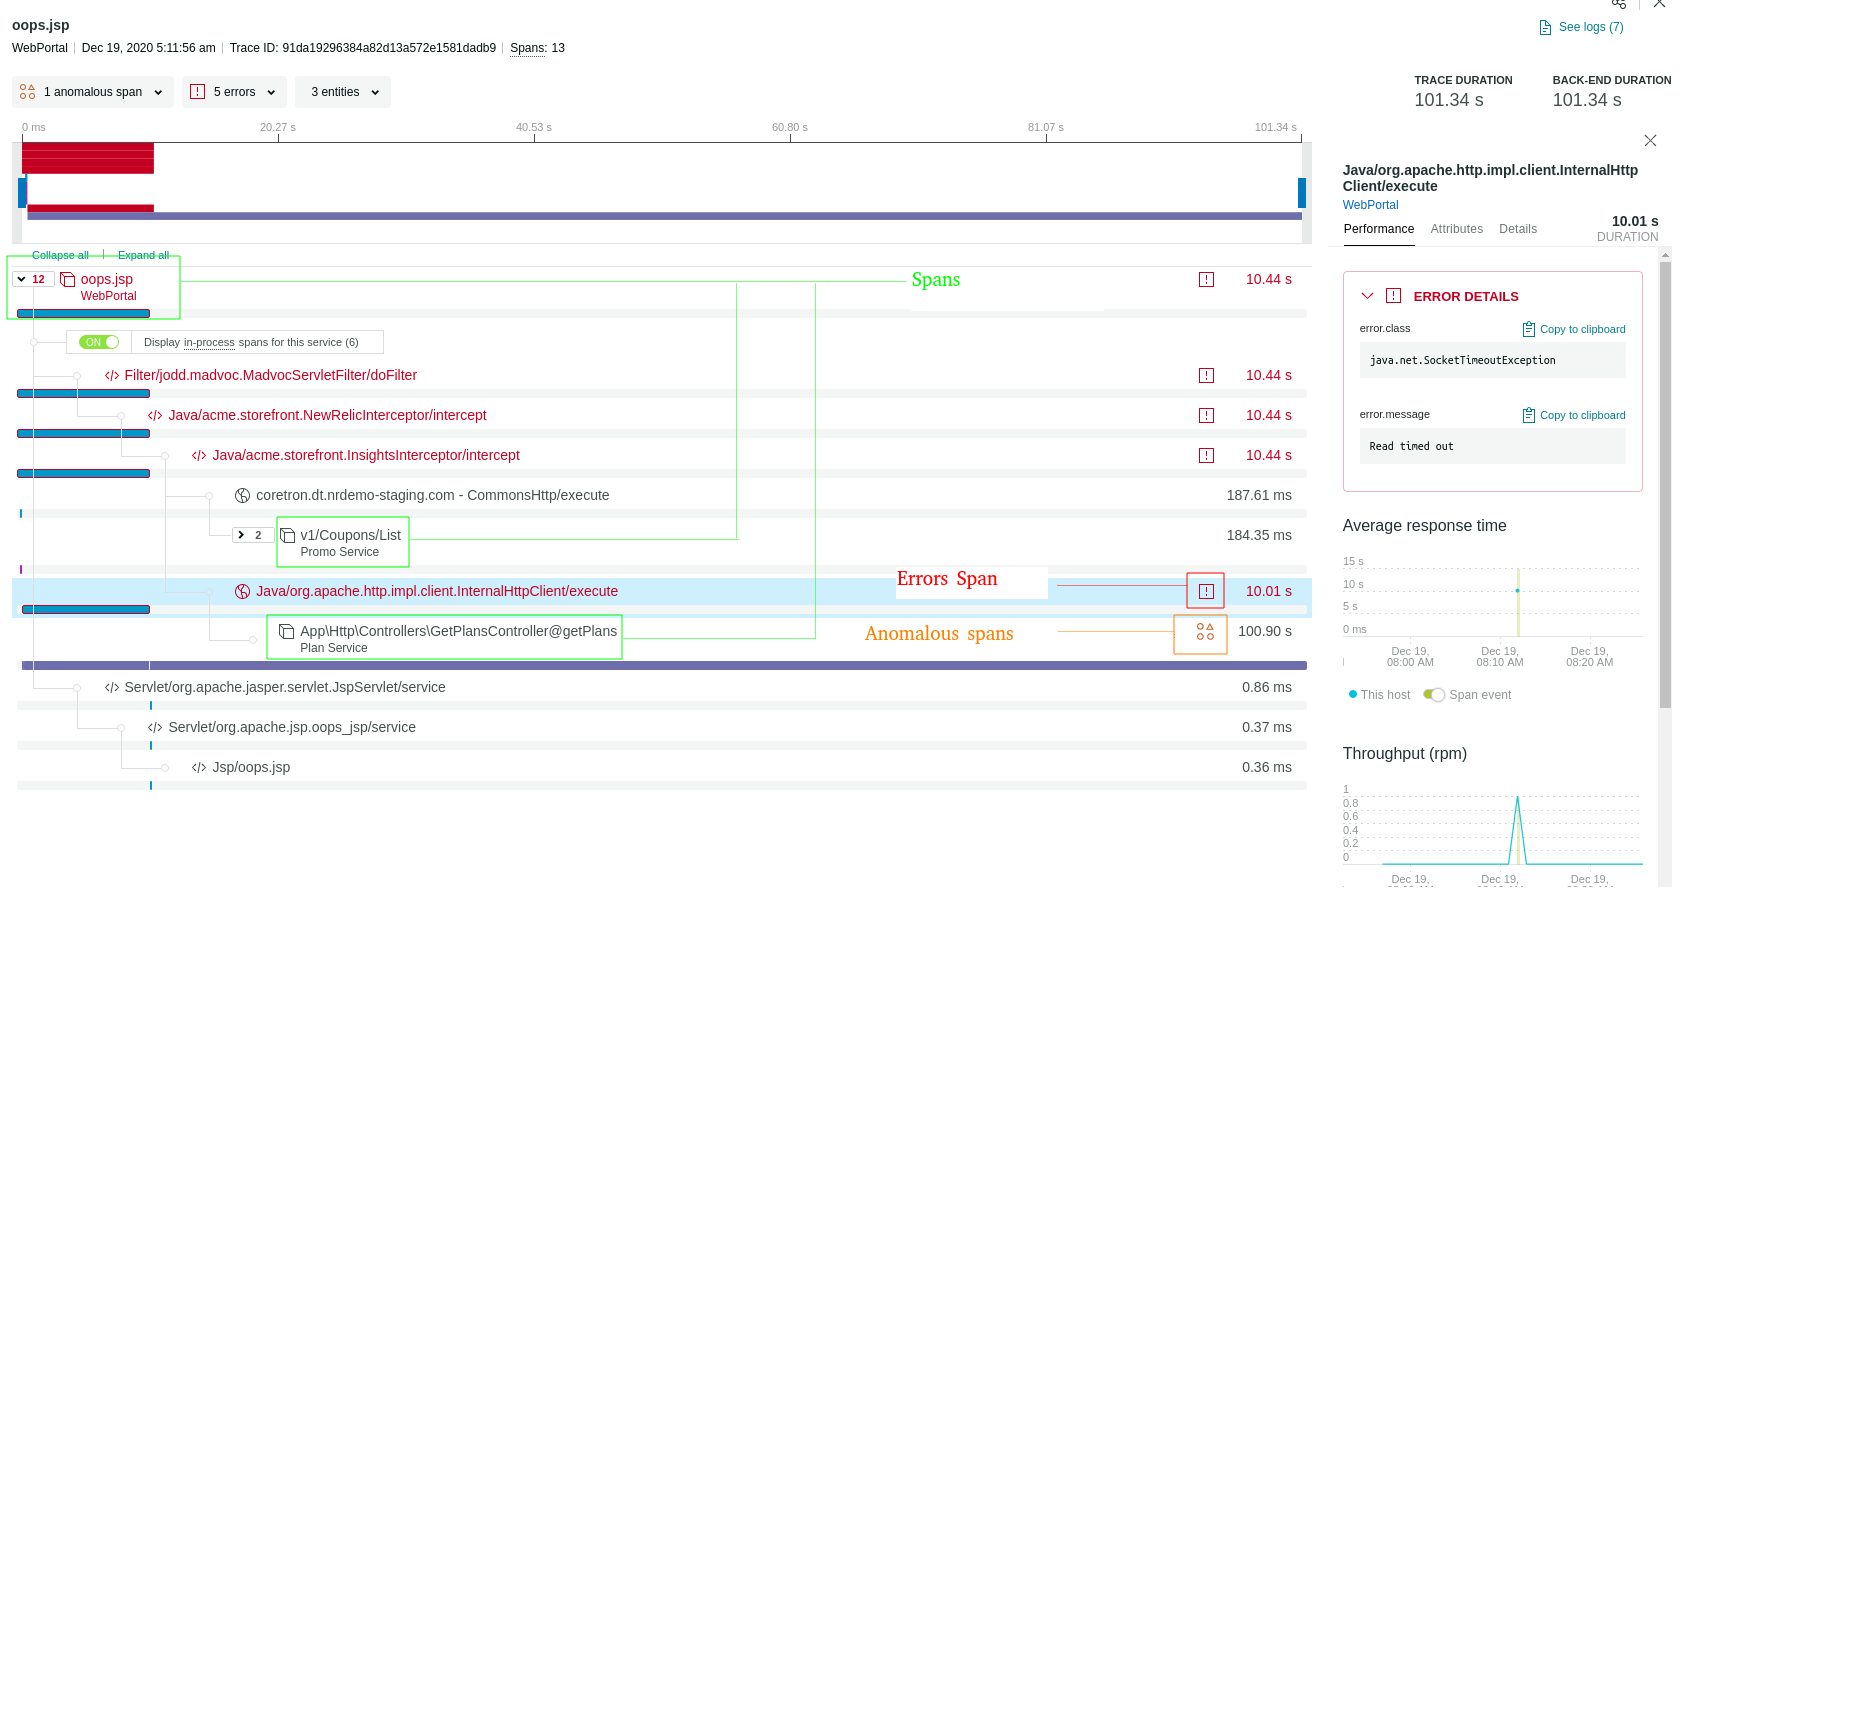 oops.jsp
See logs (7)
WebPortal | Dec 19, 2020 5:11:56 am | Trace ID: 91da19296384a82d13a572e1581dadb9 | Spans: 13
1 anomalous span
5 errors
3 entities
TRACE DURATION
101.34 s
BACK-END DURATION
101.34 s
0 ms 20.27 s 40.53 s 60.80 s 81.07 s 101.34 s
Collapse all | Expand all
12 oops.jsp 10.44 s
WebPortal
Spans
ON Display in-process spans for this service (6)
</> Filter/jodd.madvoc.MadvocServletFilter/doFilter 10.44 s
</> Java/acme.storefront.NewRelicInterceptor/intercept 10.44 s
</> Java/acme.storefront.InsightsInterceptor/intercept 10.44 s
coretron.dt.nrdemo-staging.com - CommonsHttp/execute 187.61 ms
2 v1/Coupons/List 184.35 ms
Promo Service
Errors Span
Java/org.apache.http.impl.client.InternalHttpClient/execute 10.01 s
Anomalous spans
App\Http\Controllers\GetPlansController@getPlans 100.90 s
Plan Service
</> Servlet/org.apache.jasper.servlet.JspServlet/service 0.86 ms
</> Servlet/org.apache.jsp.oops_jsp/service 0.37 ms
</> Jsp/oops.jsp 0.36 ms
Java/org.apache.http.impl.client.InternalHttp
Client/execute
WebPortal
Performance Attributes Details
10.01 s
DURATION
ERROR DETAILS
error.class Copy to clipboard
java.net.SocketTimeoutException
error.message Copy to clipboard
Read timed out
Average response time
15 s
10 s
5 s
0 ms
Dec 19, Dec 19, Dec 19,
08:00 AM 08:10 AM 08:20 AM
This host Span event
Throughput (rpm)
1
0.8
0.6
0.4
0.2
0
Dec 19, Dec 19, Dec 19,